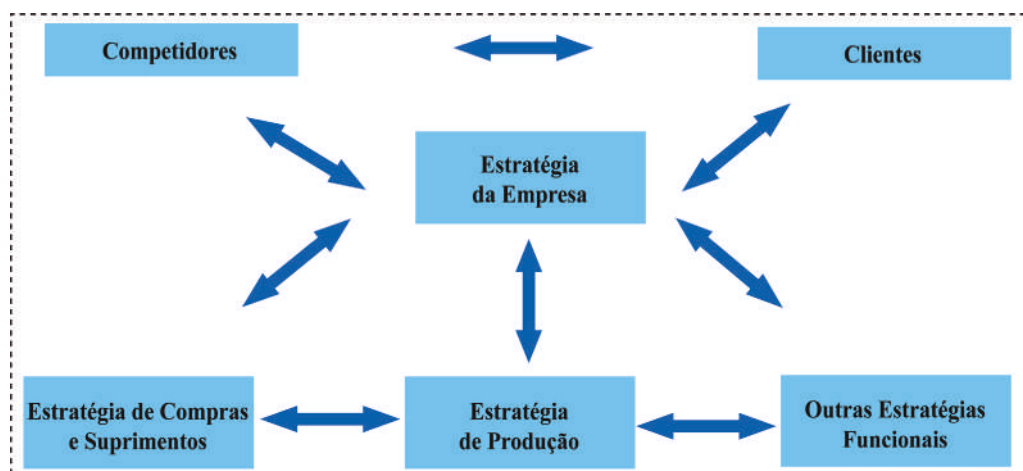 Competidores
Clientes
Estratégia
da Empresa
Estratégia de Compras
e Suprimentos
Estratégia
de Produção
Outras Estratégias
Funcionais